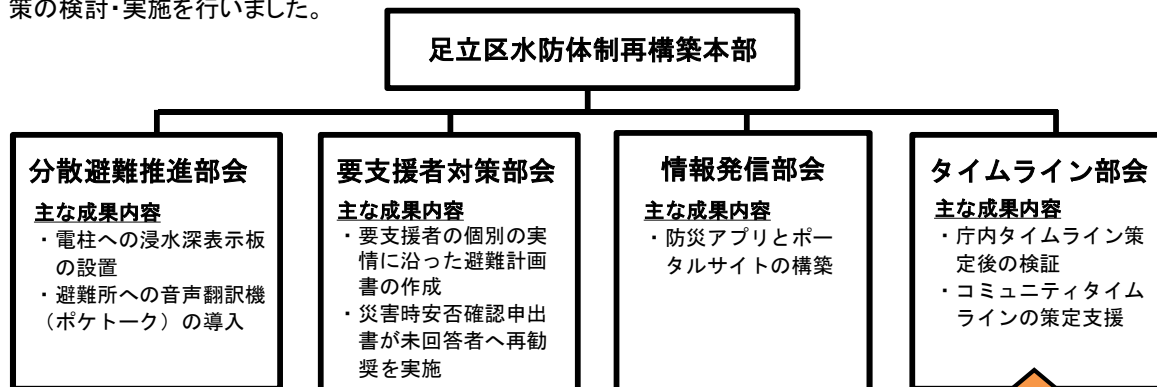 策の検討・実施を行いました。
足立区水防体制再構築本部
分散避難推進部会
主な成果内容
・電柱への浸水深表示板
の設置
・避難所への音声翻訳機
（ポケトーク）の導入
要支援者対策部会
主な成果内容
・要支援者の個別の実
情に沿った避難計画
書の作成
・災害時安否確認申出
書が未回答者へ再勧
奨を実施
情報発信部会
主な成果内容
・防災アプリとポー
タルサイトの構築
タイムライン部会
主な成果内容
・庁内タイムライン策
定後の検証
・コミュニティタイム
ラインの策定支援